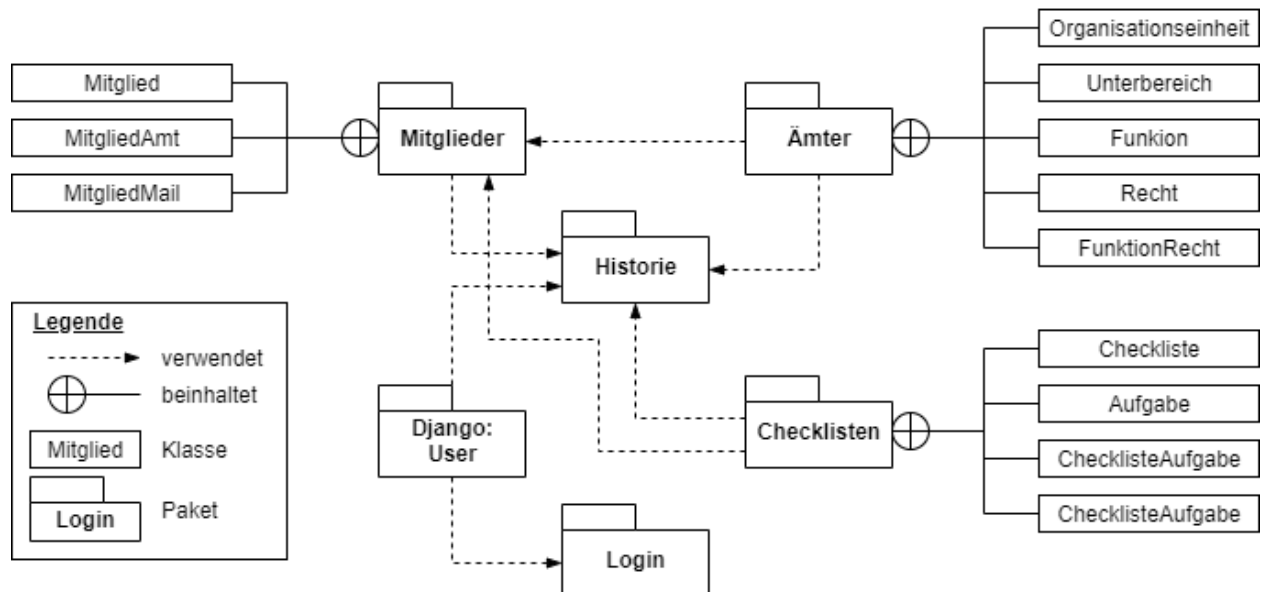 Organisationseinheit
Mitglied
Unterbereich
MitgliedAmt
Mitglieder
Ämter
Funkion
MitgliedMail
Recht
FunktionRecht
Historie
Legende
verwendet
beinhaltet
Mitglied
Klasse
Login
Paket
Django:
User
Checklisten
Checkliste
Aufgabe
ChecklisteAufgabe
ChecklisteAufgabe
Login